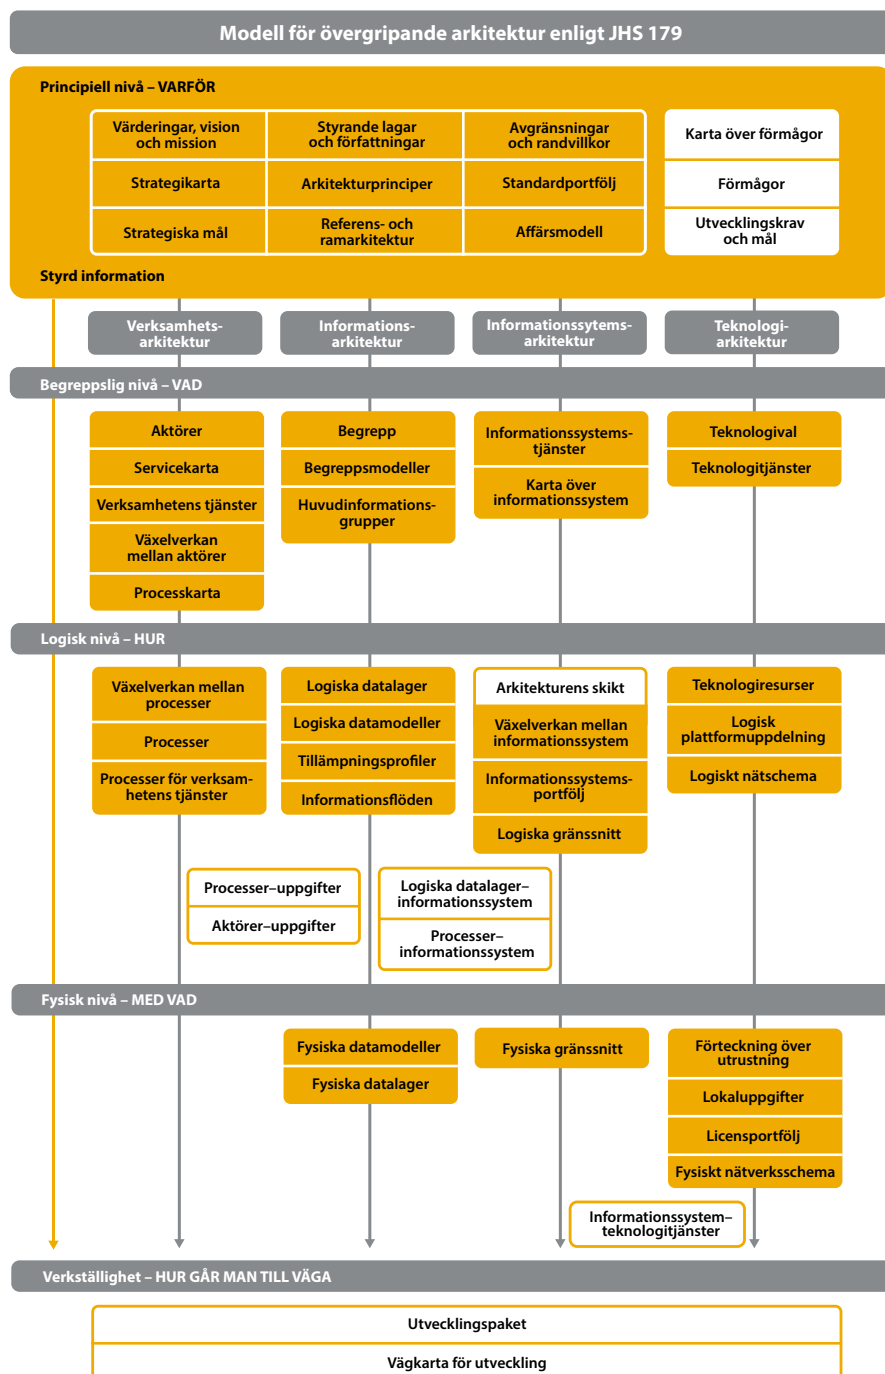 Modell för övergripande arkitektur enligt JHS 179
Principiell nivå – VARFÖR
Värderingar, vision
och mission
Styrande lagar
och författningar
Avgränsningar
och randvillkor
Karta över förmågor
Strategikarta
Arkitekturprinciper
Standardportfölj
Förmågor
Strategiska mål
Referens- och
ramarkitektur
Affärsmodell
Utvecklingskrav
och mål
Styrd information
Verksamhets-
arkitektur
Informations-
arkitektur
Informationssytems-
arkitektur
Teknologi-
arkitektur
Begreppslig nivå – VAD
Aktörer
Servicekarta
Verksamhetens tjänster
Växelverkan
mellan aktörer
Processkarta
Begrepp
Begreppsmodeller
Huvudinformations-
grupper
Informationssystems-
tjänster
Karta över
informationssystem
Teknologival
Teknologitjänster
Logisk nivå – HUR
Växelverkan mellan
processer
Processer
Processer för verksam-
hetens tjänster
Logiska datalager
Logiska datamodeller
Tillämpningsprofiler
Informationsflöden
Arkitekturens skikt
Växelverkan mellan
informationssystem
Informationssystems-
portfölj
Logiska gränssnitt
Teknologiresurser
Logisk
plattformuppdelning
Logiskt nätschema
Processer–uppgifter
Aktörer–uppgifter
Logiska datalager–
informationssystem
Processer–
informationssystem
Fysisk nivå – MED VAD
Fysiska datamodeller
Fysiska datalager
Fysiska gränssnitt
Förteckning över
utrustning
Lokaluppgifter
Licensportfölj
Fysiskt nätverksschema
Informationssystem–
teknologitjänster
Verkställighet – HUR GÅR MAN TILL VÄGA
Utvecklingspaket
Vägkarta för utveckling